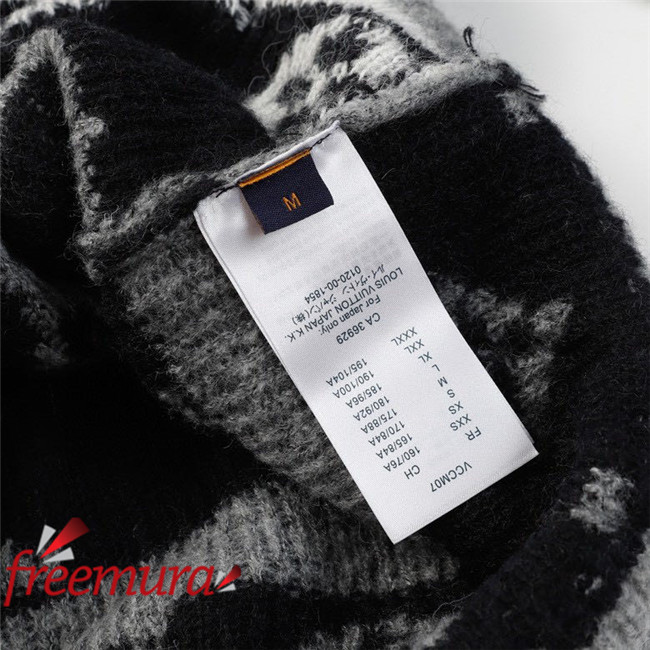 M
VCCM07
FR CH
XXS 160/76A
XS 165/84A
S 170/84A
M 175/88A
L 180/92A
XL 185/96A
XXL 190/100A
XXXL 195/104A
CA 36929
For Japan only:
LOUIS VUITTON JAPAN K.K.
ルイ・ヴィトン ジャパン(株)
0120-00-1854
freemura